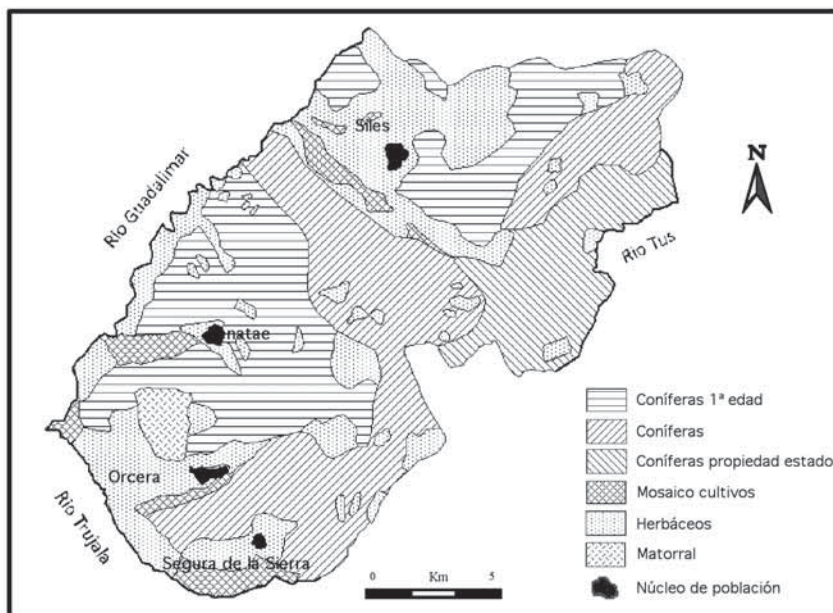 Siles
N
Río Guadalimar
Río Tus
enatae
Coníferas 1ª edad
Coníferas
Coníferas propiedad estado
Orcera
Mosaico cultivos
Herbáceos
Río Trujala
Matorral
Segura de la Sierra
Núcleo de población
0 Km 5